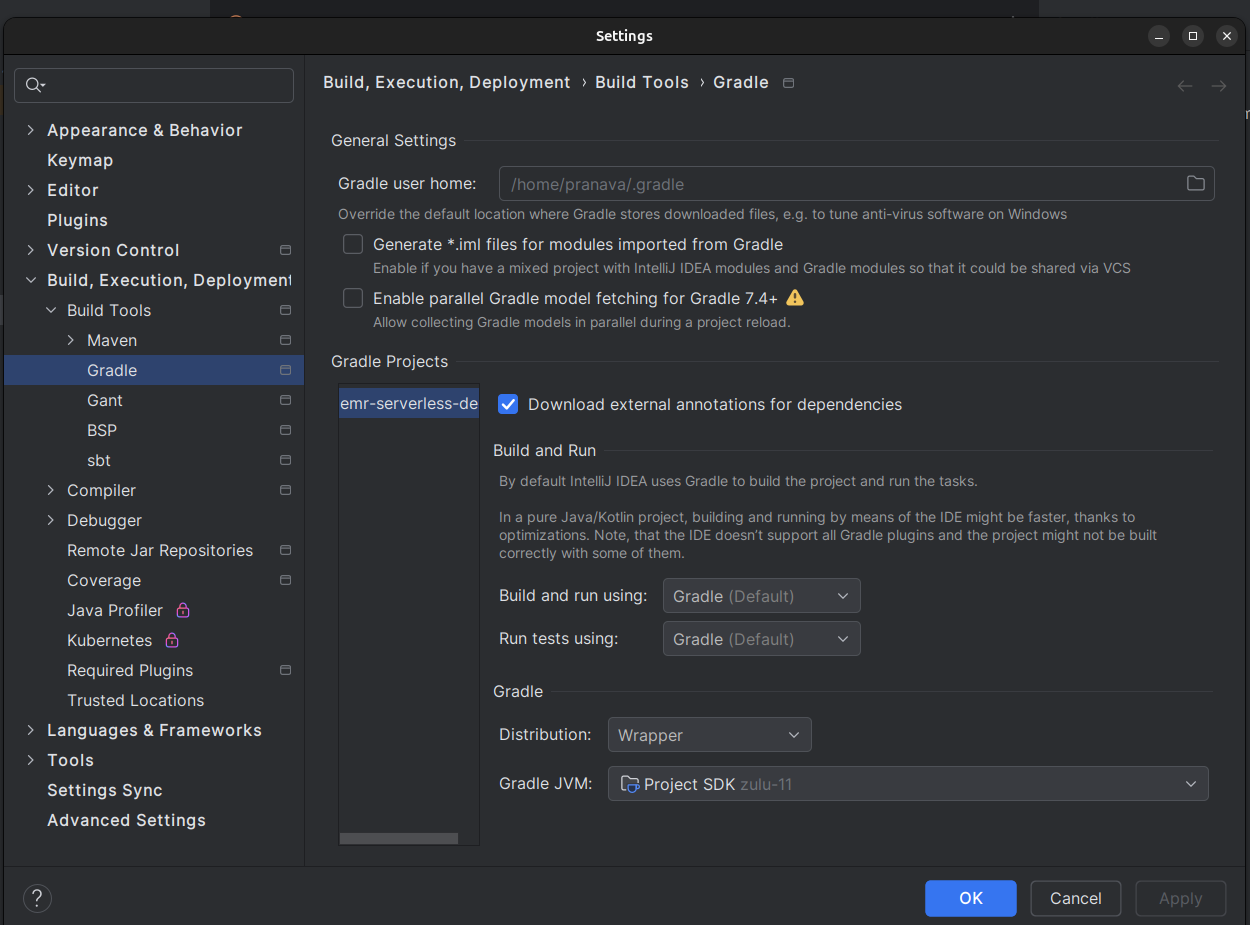 Settings
Build, Execution, Deployment › Build Tools › Gradle
Appearance & Behavior
Keymap
Editor
Plugins
Version Control
Build, Execution, Deployment
Build Tools
Maven
Gradle
Gant
BSP
sbt
Compiler
Debugger
Remote Jar Repositories
Coverage
Java Profiler
Kubernetes
Required Plugins
Trusted Locations
Languages & Frameworks
Tools
Settings Sync
Advanced Settings
General Settings
Gradle user home: /home/pranava/.gradle
Override the default location where Gradle stores downloaded files, e.g. to tune anti-virus software on Windows
Generate *.iml files for modules imported from Gradle
Enable if you have a mixed project with IntelliJ IDEA modules and Gradle modules so that it could be shared via VCS
Enable parallel Gradle model fetching for Gradle 7.4+
Allow collecting Gradle models in parallel during a project reload.
Gradle Projects
emr-serverless-de
Download external annotations for dependencies
Build and Run
By default IntelliJ IDEA uses Gradle to build the project and run the tasks.
In a pure Java/Kotlin project, building and running by means of the IDE might be faster, thanks to
optimizations. Note, that the IDE doesn't support all Gradle plugins and the project might not be built
correctly with some of them.
Build and run using: Gradle (Default)
Run tests using: Gradle (Default)
Gradle
Distribution: Wrapper
Gradle JVM: Project SDK zulu-11
?
OK
Cancel
Apply